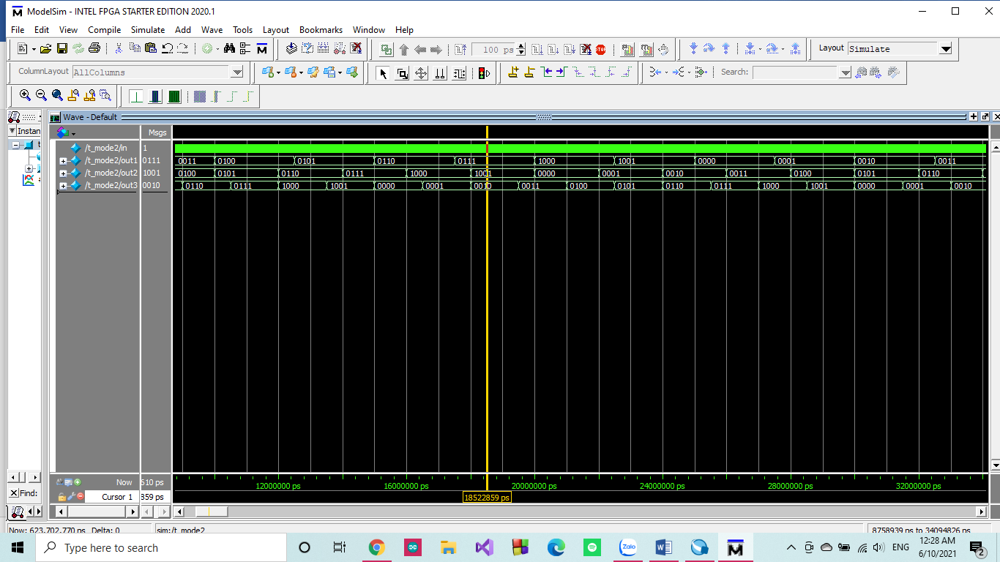 ModelSim - INTEL FPGA STARTER EDITION 2020.1
File Edit View Compile Simulate Add Wave Tools Layout Bookmarks Window Help
100 ps Layout Simulate
ColumnLayout AllColumns Search:
Wave - Default
Instan Msgs
/t_mode2/in 1
/t_mode2/out1 0111 0011 0100 0101 0110 0111 1000 1001 0000 0001 0010 0011
/t_mode2/out2 1001 0100 0101 0110 0111 1000 1001 0000 0001 0010 0011 0100 0101 0110
/t_mode2/out3 0010 0110 0111 1000 1001 0000 0001 0010 0011 0100 0101 0110 0111 1000 1001 0000 0001 0010
Now 510 ps 12000000 ps 16000000 ps 20000000 ps 24000000 ps 28000000 ps 32000000 ps
Find: Cursor 1 859 ps 18522859 ps
Now: 623,702,770 ps Delta: 0 sim:/t_mode2 8758939 ps to 34094826 ps
Type here to search Zalo ENG 12:28 AM
6/10/2021 2